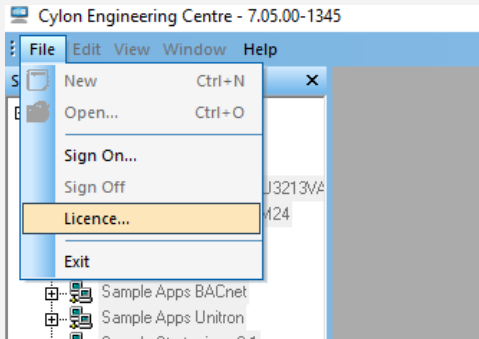 Cylon Engineering Centre - 7.05.00-1345
File Edit View Window Help
S
New Ctrl+N
Open... Ctrl+O
Sign On...
Sign Off J3213VA
Licence... M24
Exit
Sample Apps BACnet
Sample Apps Unitron